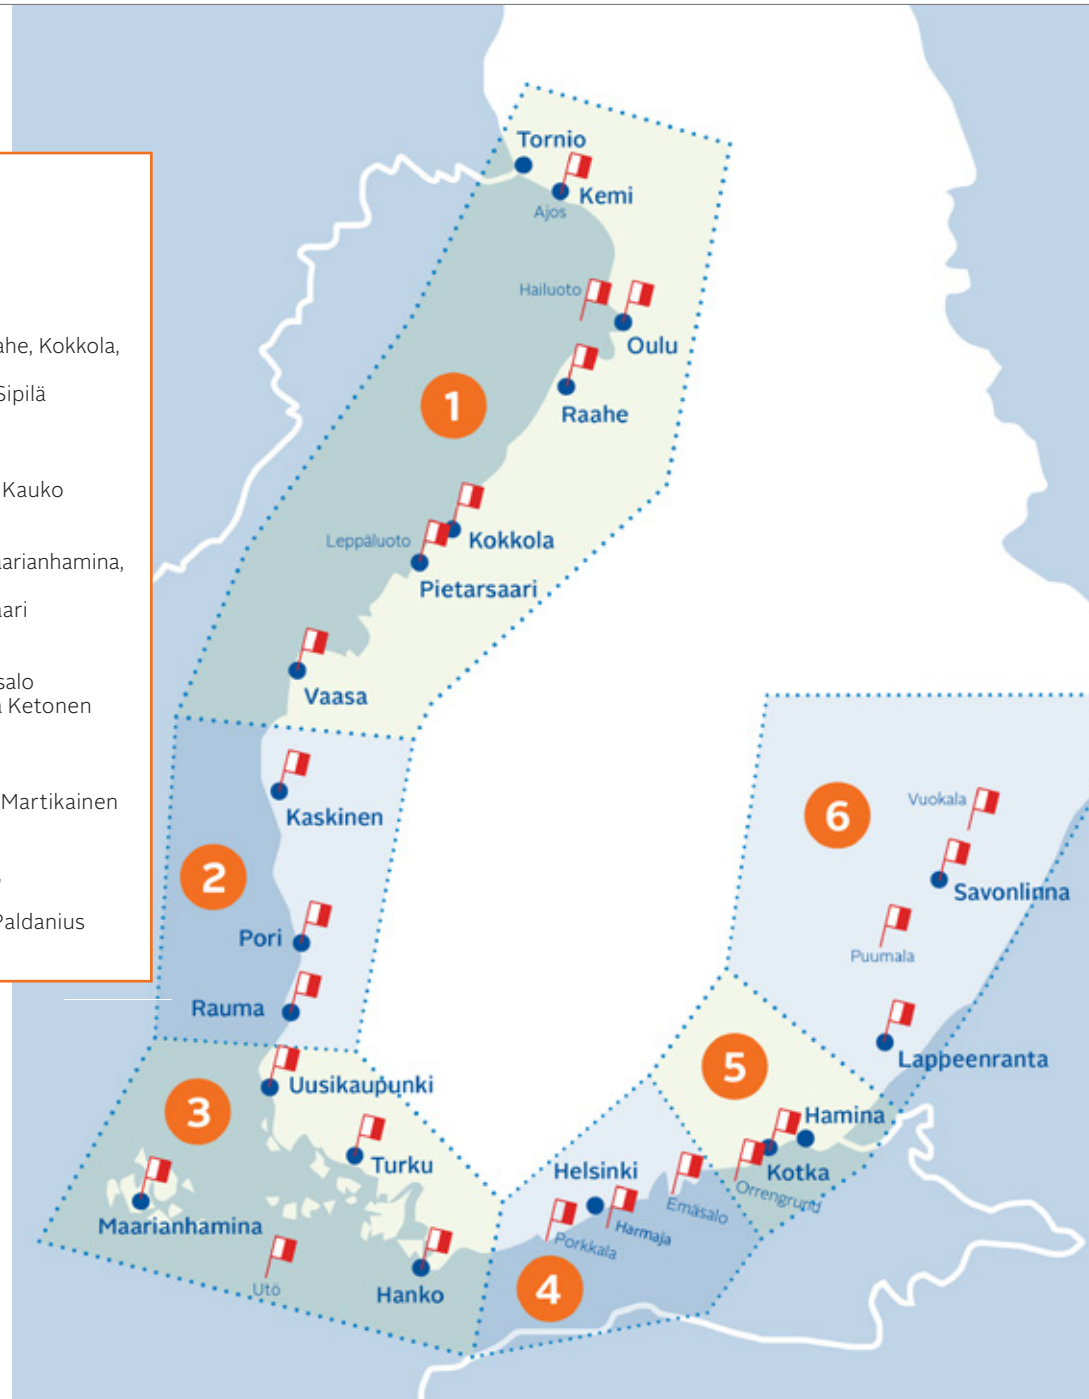 Tornio
Kemi
Ajos
Hailuoto
Oulu
ahe, Kokkola,
Raahe
Sipilä
1
Kauko
Kokkola
Leppäluoto
arianhamina,
Pietarsaari
aari
salo
Vaasa
a Ketonen
Martikainen
Kaskinen
Vuokala
6
2
Savonlinna
Paldanius
Pori
Puumala
Rauma
Lappeenranta
5
Uusikaupunki
3
Hamina
Turku
Helsinki
Kotka
Orrengrund
Emäsalo
Maarianhamina
Harmaja
Porkkala
Utö
Hanko
4